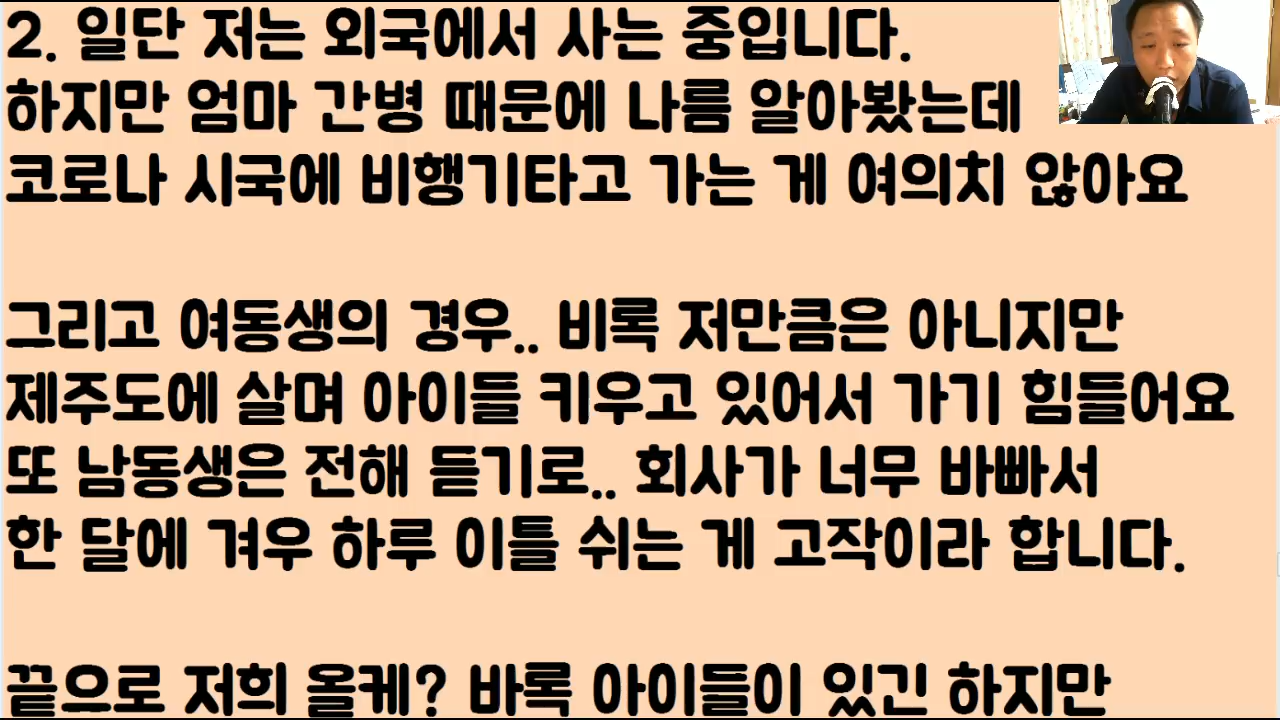 2. 일단 저는 외국에서 사는 중입니다.
하지만 엄마 간병 때문에 나름 알아봤는데
코로나 시국에 비행기타고 가는 게 여의치 않아요
그리고 여동생의 경우.. 비록 저만큼은 아니지만
제주도에 살며 아이들 키우고 있어서 가기 힘들어요
또 남동생은 전해 듣기로.. 회사가 너무 바빠서
한 달에 겨우 하루 이틀 쉬는 게 고작이라 합니다.
끝으로 저희 올케? 바록 아이들이 있긴 하지만